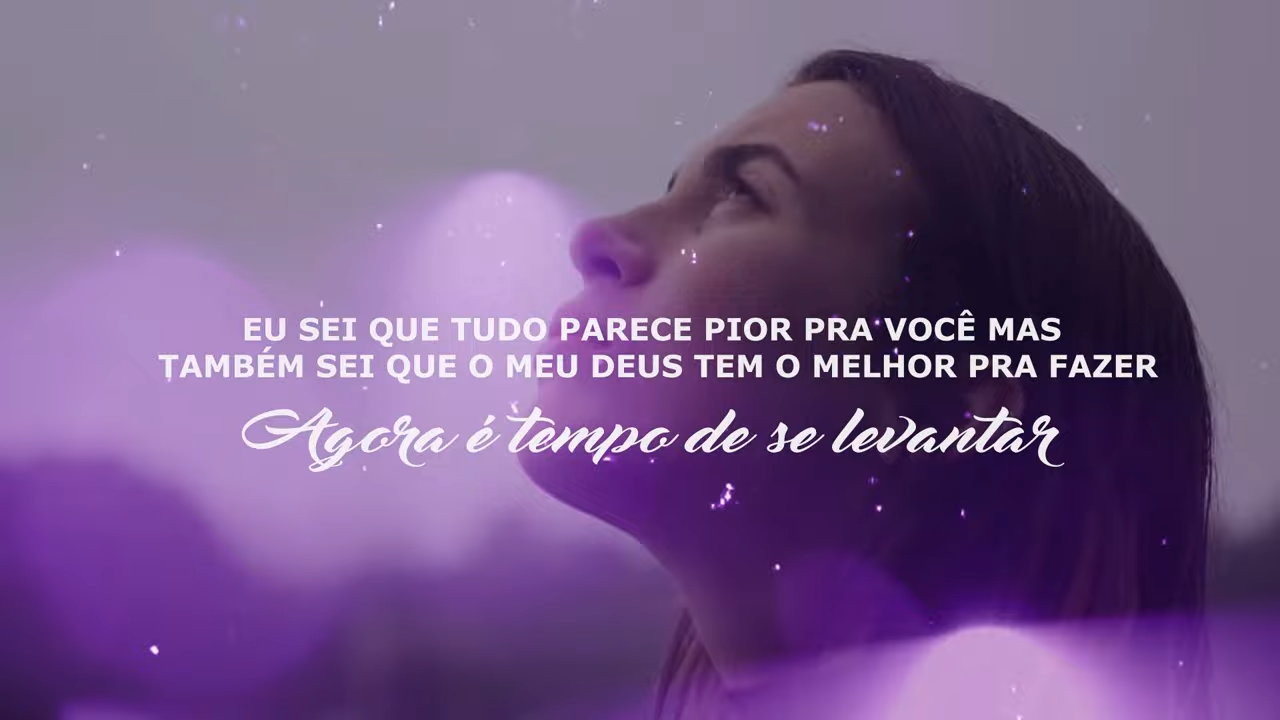 EU SEI QUE TUDO PARECE PIOR PRA VOCÊ MAS
TAMBÉM SEI QUE O MEU DEUS TEM O MELHOR PRA FAZER
Agora é tempo de se levantar